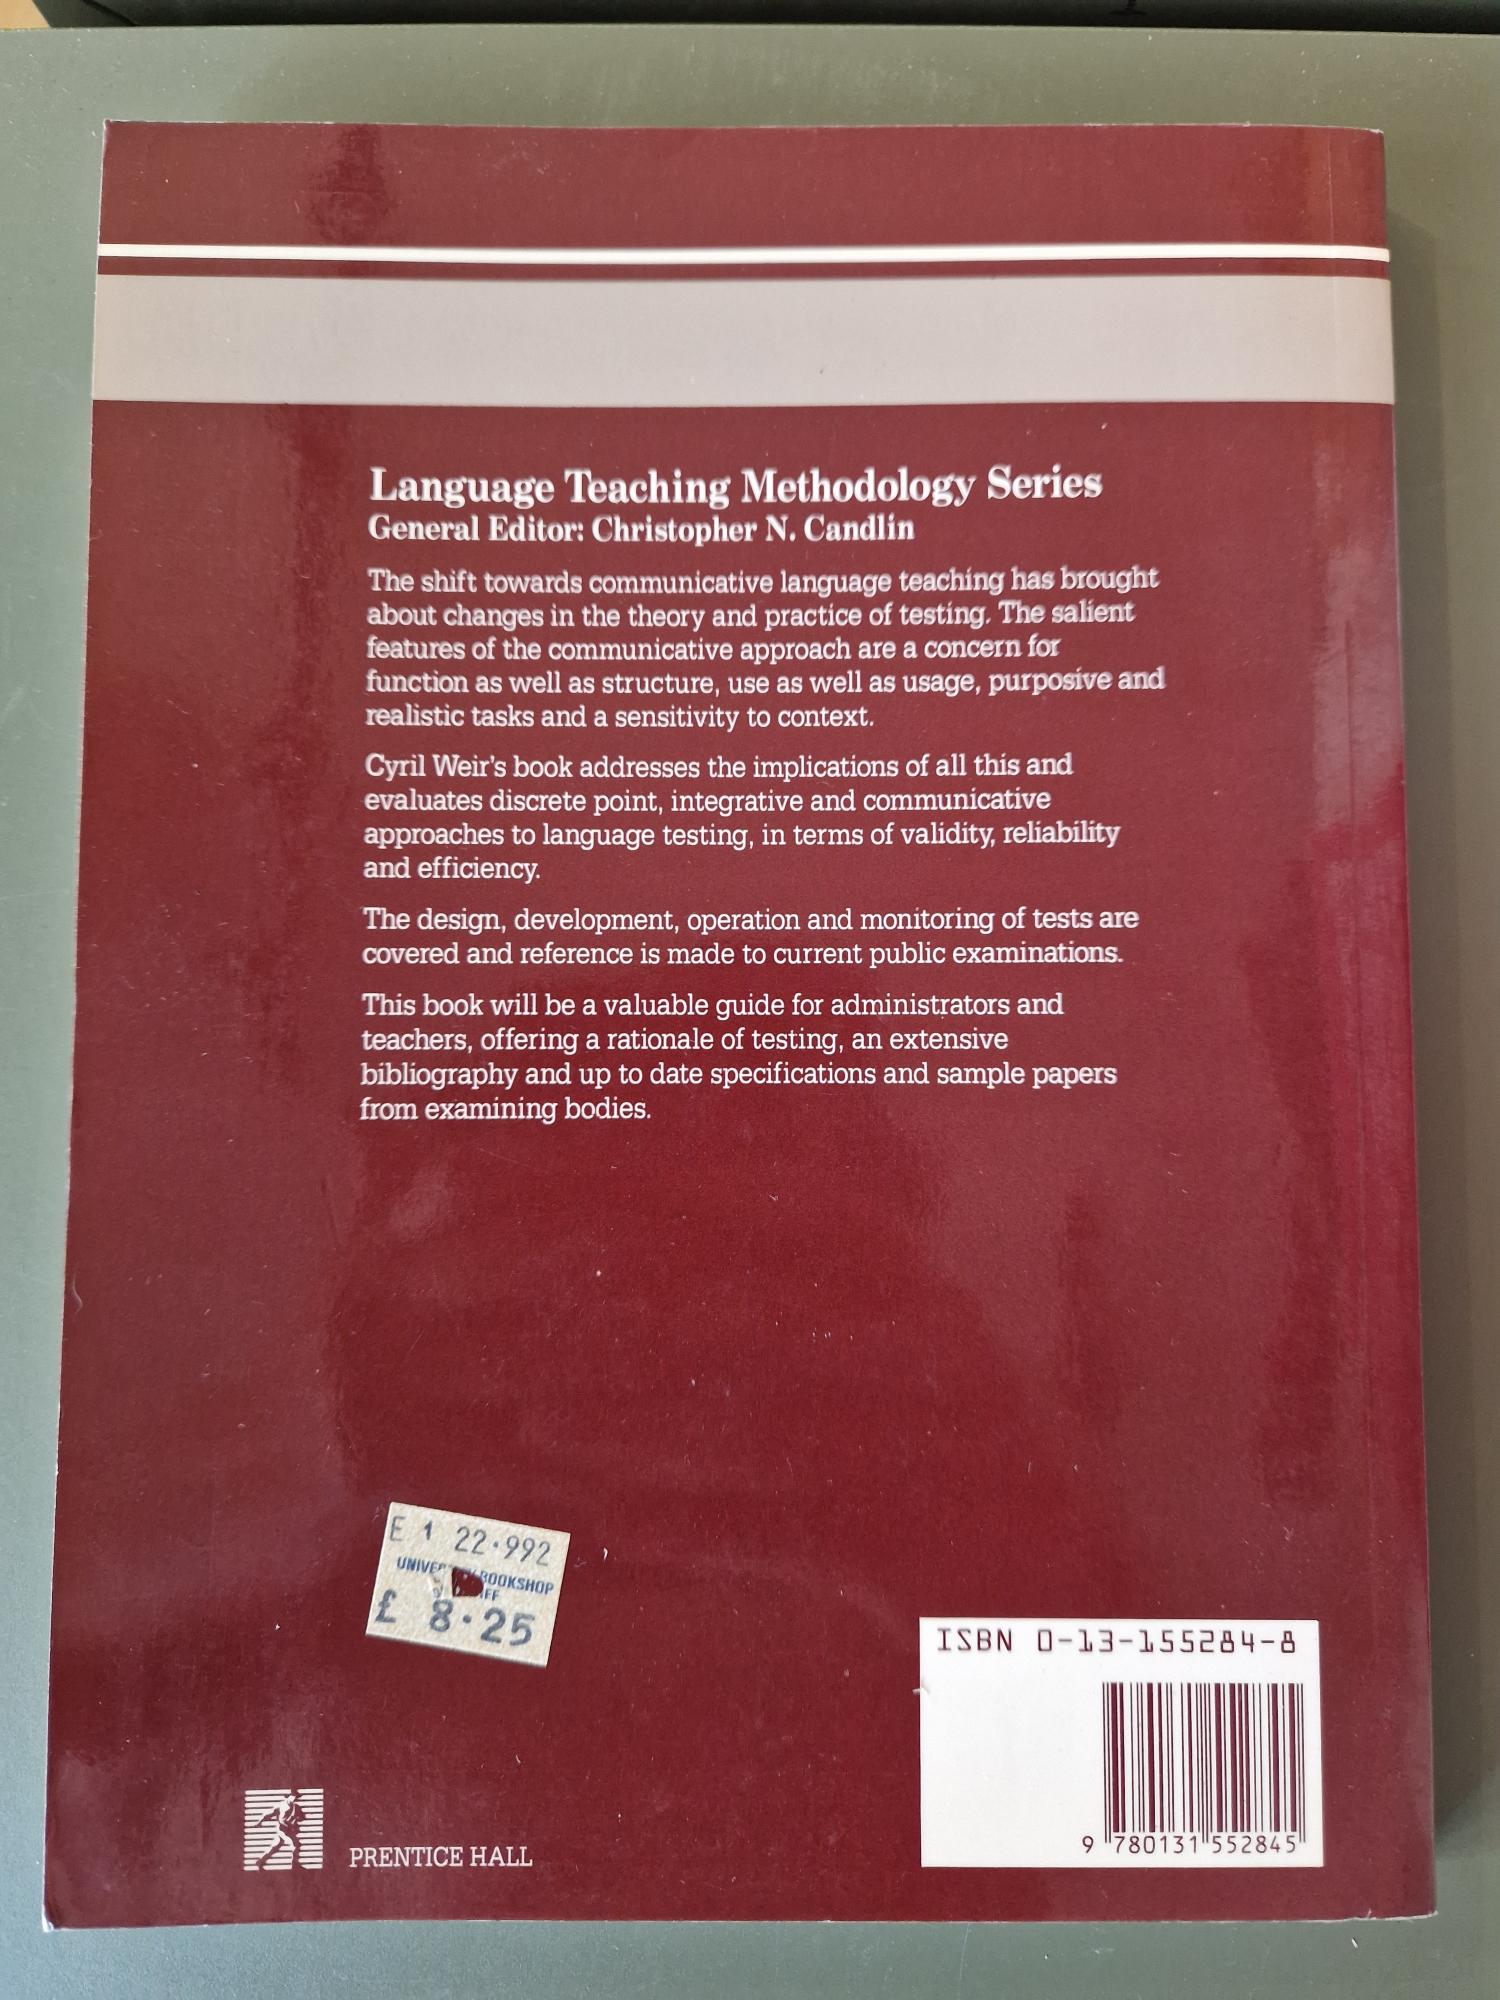 Language Teaching Methodology Series
General Editor: Christopher N. Candlin
The shift towards communicative language teaching has brought
about changes in the theory and practice of testing. The salient
features of the communicative approach are a concern for
function as well as structure, use as well as usage, purposive and
realistic tasks and a sensitivity to context.
Cyril Weir's book addresses the implications of all this and
evaluates discrete point, integrative and communicative
approaches to language testing, in terms of validity, reliability
and efficiency.
The design, development, operation and monitoring of tests are
covered and reference is made to current public examinations.
This book will be a valuable guide for administrators and
teachers, offering a rationale of testing, an extensive
bibliography and up to date specifications and sample papers
from examining bodies.
E 1 22·992
BOOKSHOP
£ 8·25
ISBN 0-13-155284-8
9 780131 552845
PRENTICE HALL